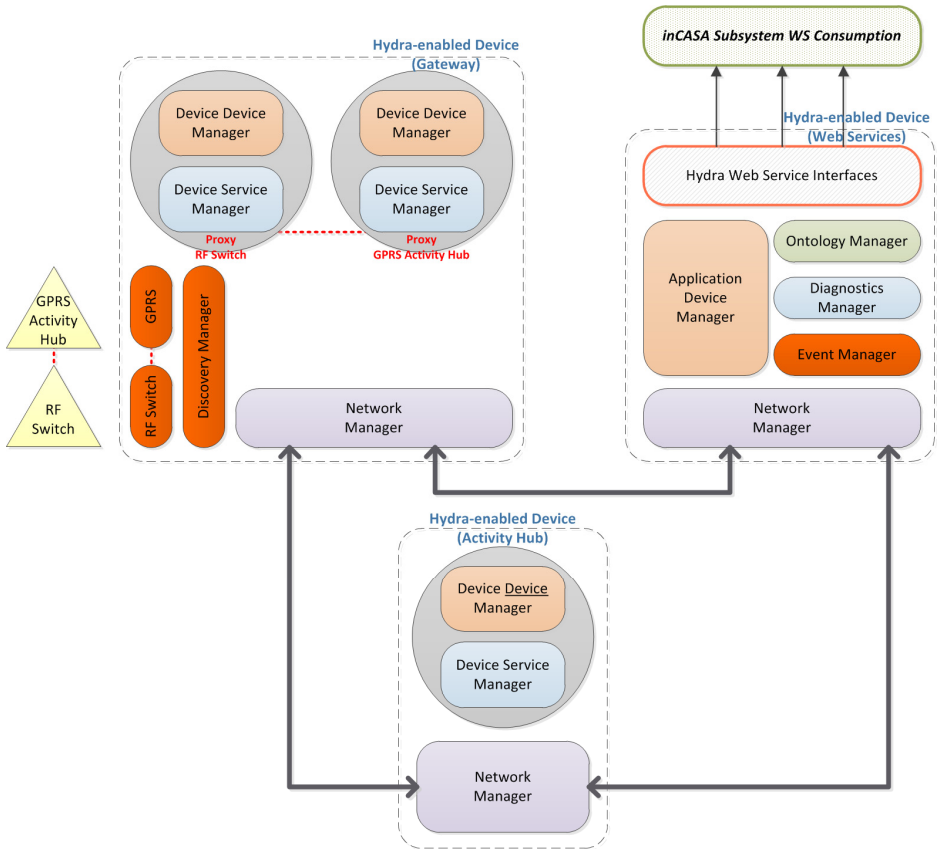 inCASA Subsystem WS Consumption
Hydra-enabled Device
(Gateway)
Device Device
Manager
Device Service
Manager
Proxy
RF Switch
Device Device
Manager
Device Service
Manager
Proxy
GPRS Activity Hub
GPRS
Activity
Hub
RF
Switch
GPRS
RF Switch
Discovery Manager
Network
Manager
Hydra-enabled Device
(Web Services)
Hydra Web Service Interfaces
Application
Device
Manager
Ontology Manager
Diagnostics
Manager
Event Manager
Network
Manager
Hydra-enabled Device
(Activity Hub)
Device Device
Manager
Device Service
Manager
Network
Manager